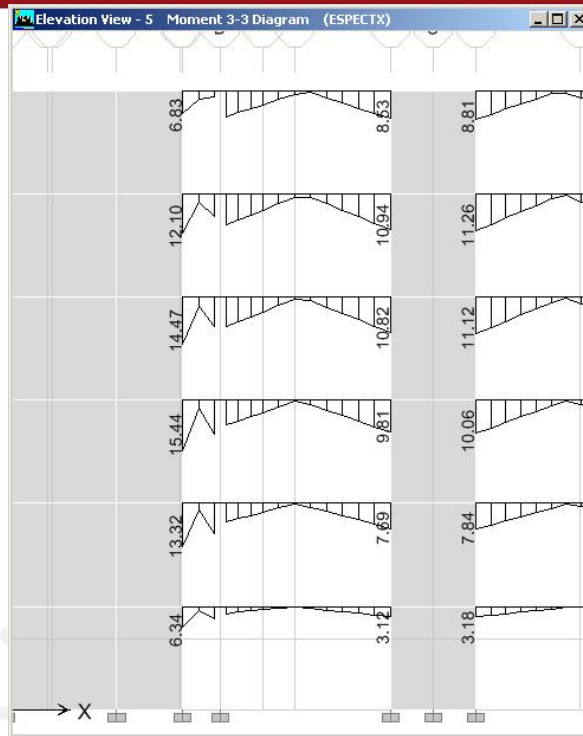 Elevation View - 5 Moment 3-3 Diagram (ESPECTX)
6.83 8.53 8.81
12.10 10.94 11.26
14.47 10.82 11.12
15.44 9.81 10.06
13.32 7.69 7.84
6.34 3.12 3.18
X